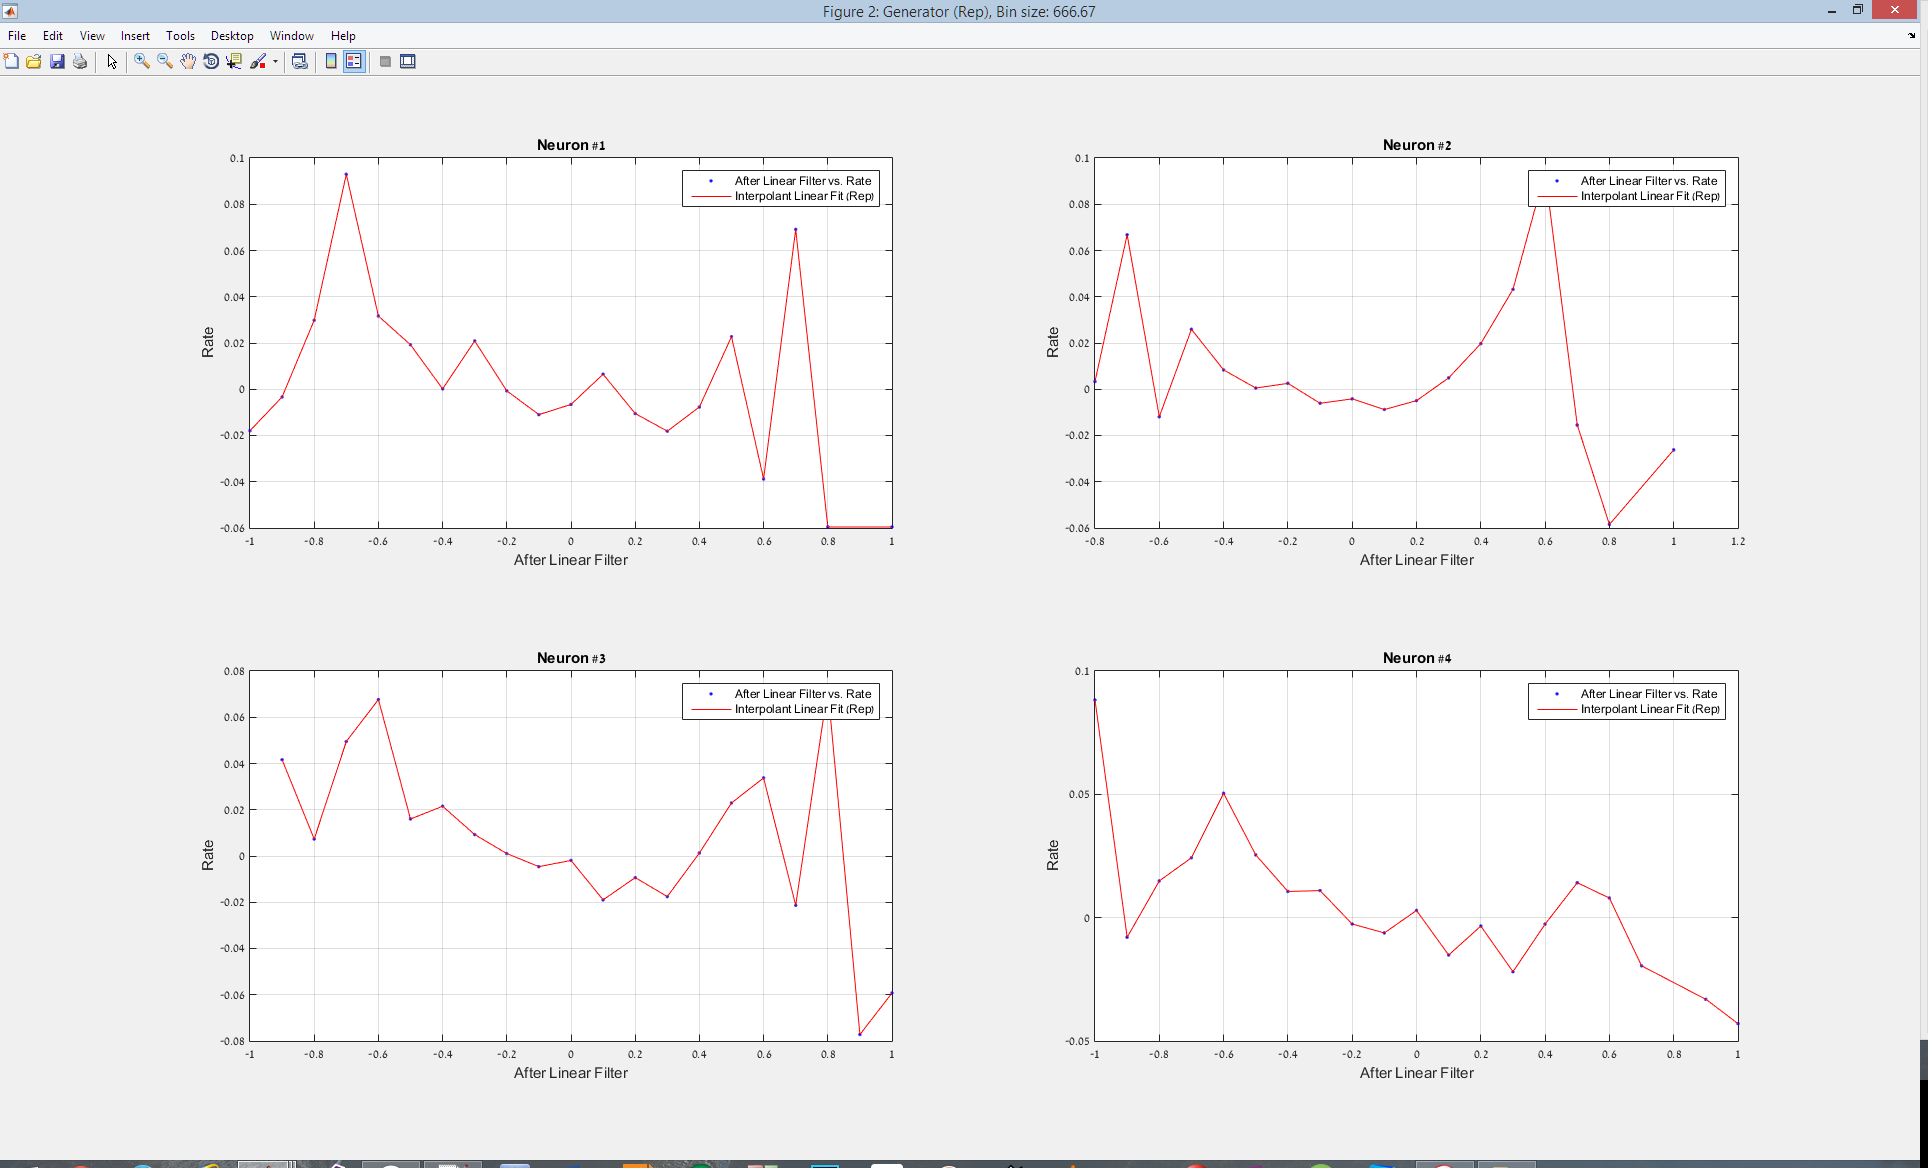 Figure 2: Generator (Rep), Bin size: 666.67
File Edit View Insert Tools Desktop Window Help
Neuron #1
After Linear Filter vs. Rate
Interpolant Linear Fit (Rep)
0.1
0.08
0.06
0.04
0.02
0
-0.02
-0.04
-0.06
Rate
-1 -0.8 -0.6 -0.4 -0.2 0 0.2 0.4 0.6 0.8 1
After Linear Filter
Neuron #2
After Linear Filter vs. Rate
Interpolant Linear Fit (Rep)
0.1
0.08
0.06
0.04
0.02
0
-0.02
-0.04
-0.06
Rate
-0.8 -0.6 -0.4 -0.2 0 0.2 0.4 0.6 0.8 1 1.2
After Linear Filter
Neuron #3
After Linear Filter vs. Rate
Interpolant Linear Fit (Rep)
0.08
0.06
0.04
0.02
0
-0.02
-0.04
-0.06
-0.08
Rate
-1 -0.8 -0.6 -0.4 -0.2 0 0.2 0.4 0.6 0.8 1
After Linear Filter
Neuron #4
After Linear Filter vs. Rate
Interpolant Linear Fit (Rep)
0.1
0.05
0
-0.05
Rate
-1 -0.8 -0.6 -0.4 -0.2 0 0.2 0.4 0.6 0.8 1
After Linear Filter